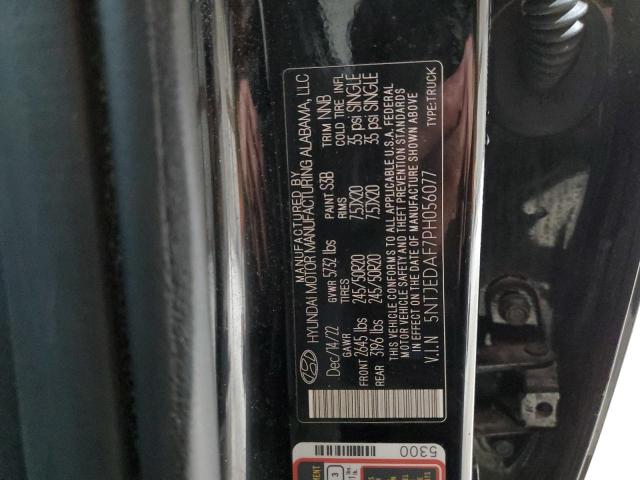 MANUFACTURED BY
HYUNDAI MOTOR MANUFACTURING ALABAMA, LLC
Dec/14/22 GVWR 5732 lbs PAINT S3B TRIM NNB
GAWR TIRES RIMS COLD TIRE INFL
FRONT 2645 lbs 245/50R20 7.5JX20 35 psi SINGLE
REAR 3196 lbs 245/50R20 7.5JX20 35 psi SINGLE
THIS VEHICLE CONFORMS TO ALL APPLICABLE U.S.A. FEDERAL
MOTOR VEHICLE SAFETY AND THEFT PREVENTION STANDARDS
IN EFFECT ON THE DATE OF MANUFACTURE SHOWN ABOVE
V.I.N 5NTJEDAF7PH056077 TYPE:TRUCK
5300
3